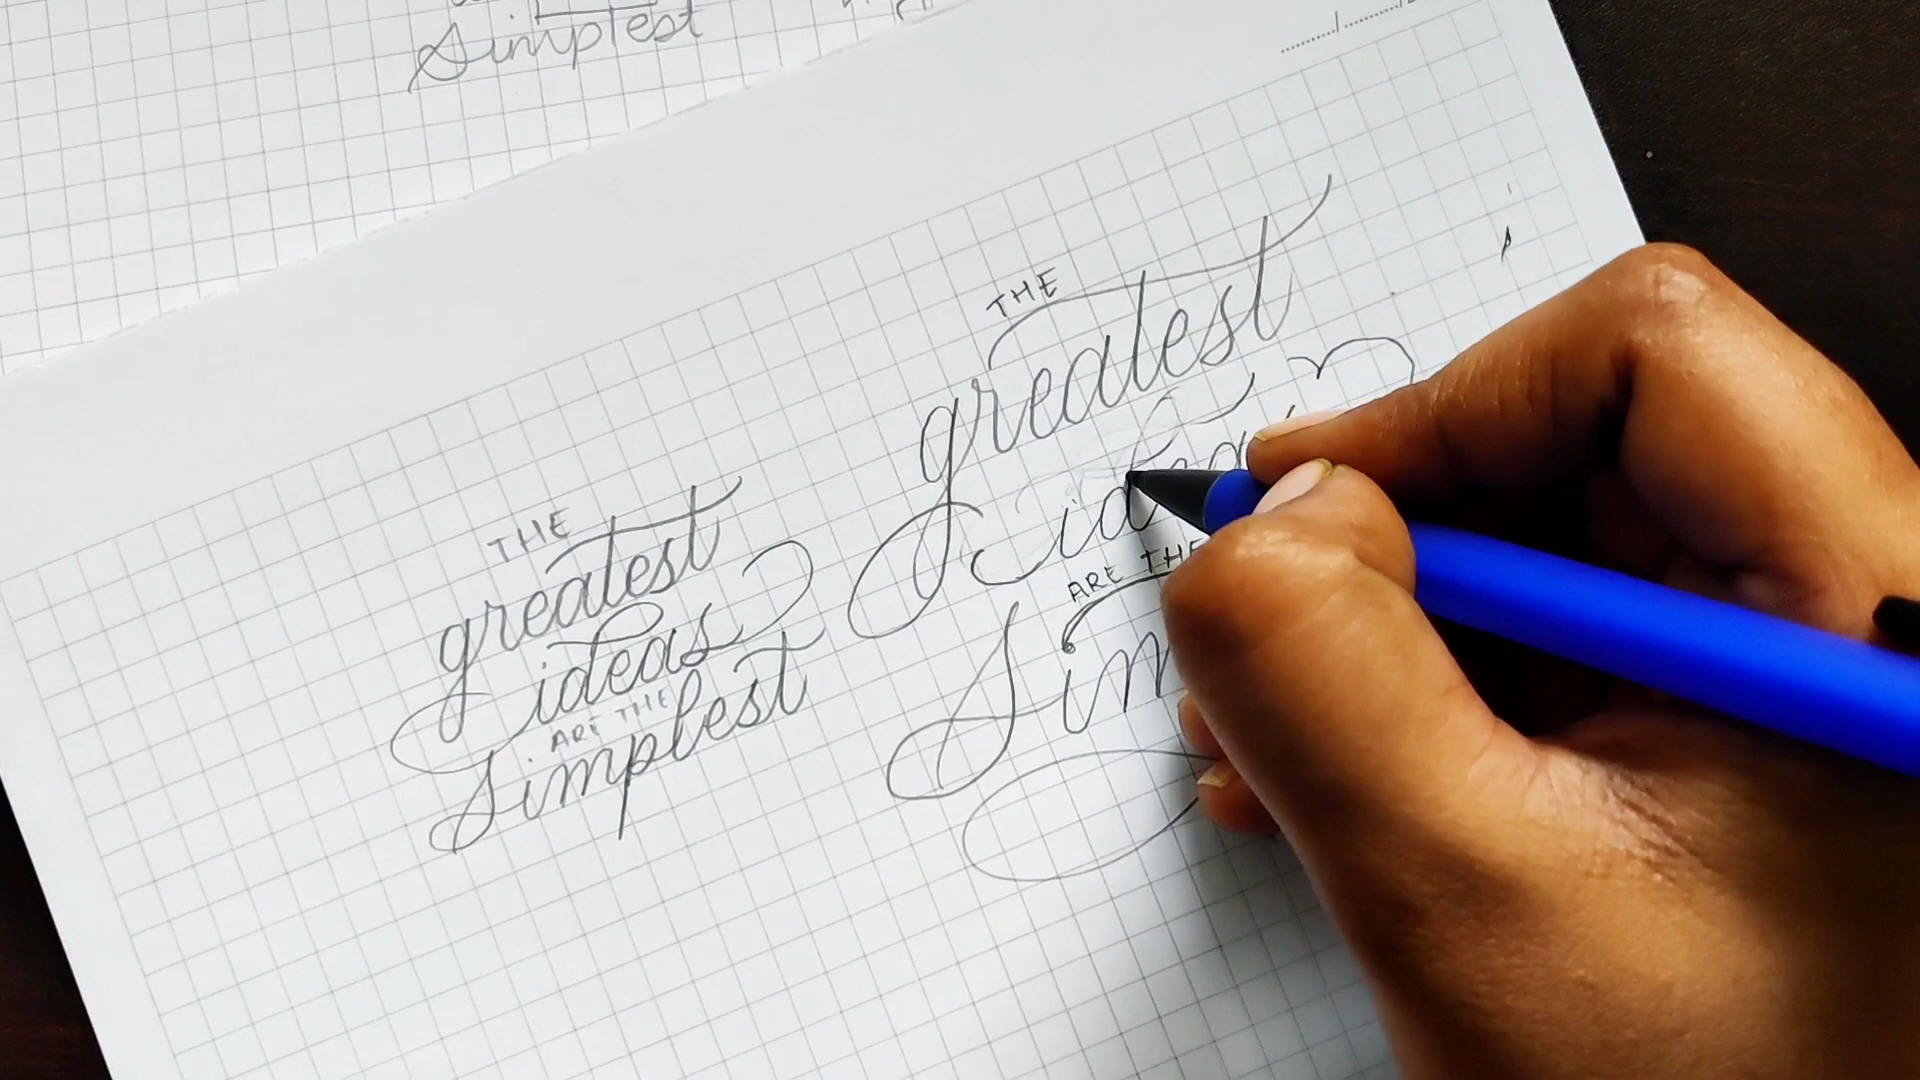 simplest
THE
greatest
ideas
ARE THE
simplest
THE
greatest
ARE THE